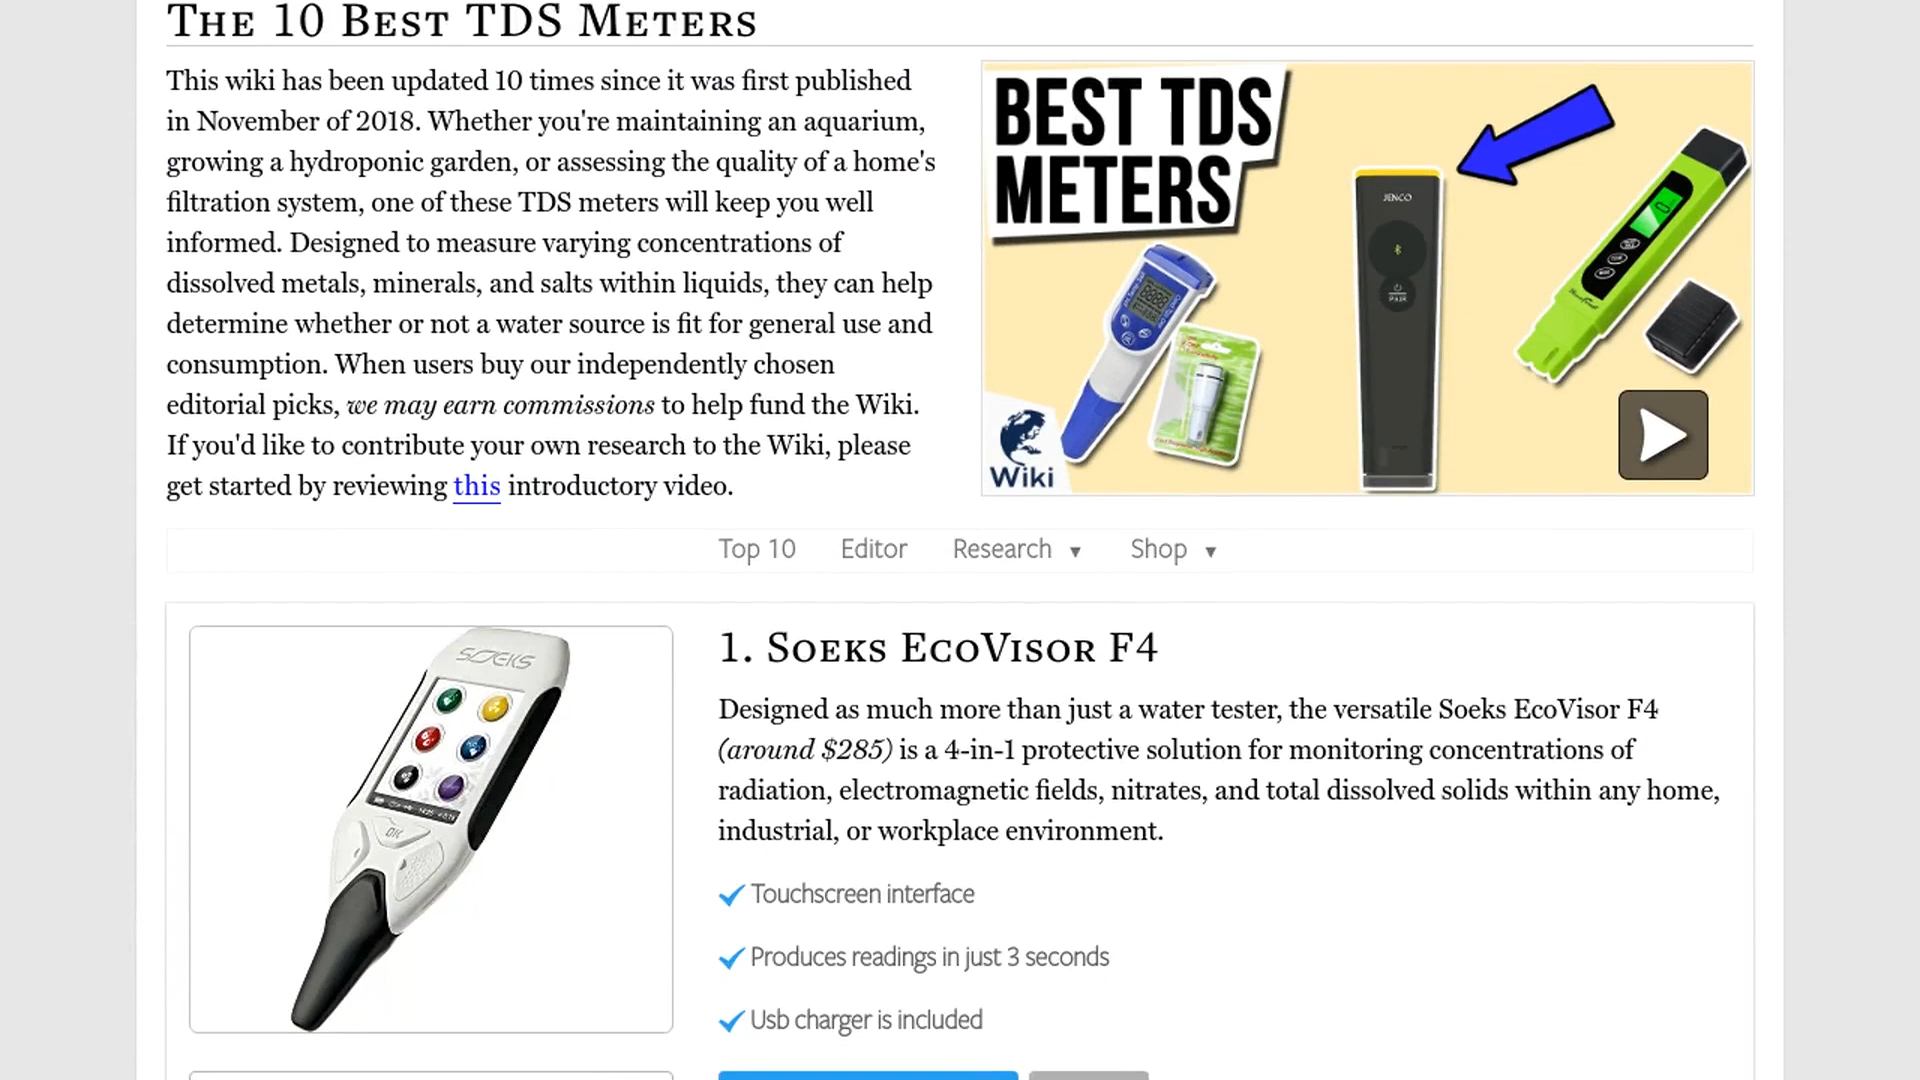 The 10 Best TDS Meters
This wiki has been updated 10 times since it was first published
in November of 2018. Whether you're maintaining an aquarium,
growing a hydroponic garden, or assessing the quality of a home's
filtration system, one of these TDS meters will keep you well
informed. Designed to measure varying concentrations of
dissolved metals, minerals, and salts within liquids, they can help
determine whether or not a water source is fit for general use and
consumption. When users buy our independently chosen
editorial picks, we may earn commissions to help fund the Wiki.
If you'd like to contribute your own research to the Wiki, please
get started by reviewing this introductory video.
BEST TDS
METERS
JENCO
PAIR
Wiki
Top 10 Editor Research ▼ Shop ▼
SOEKS
OK
1. Soeks EcoVisor F4
Designed as much more than just a water tester, the versatile Soeks EcoVisor F4
(around $285) is a 4-in-1 protective solution for monitoring concentrations of
radiation, electromagnetic fields, nitrates, and total dissolved solids within any home,
industrial, or workplace environment.
Touchscreen interface
Produces readings in just 3 seconds
Usb charger is included